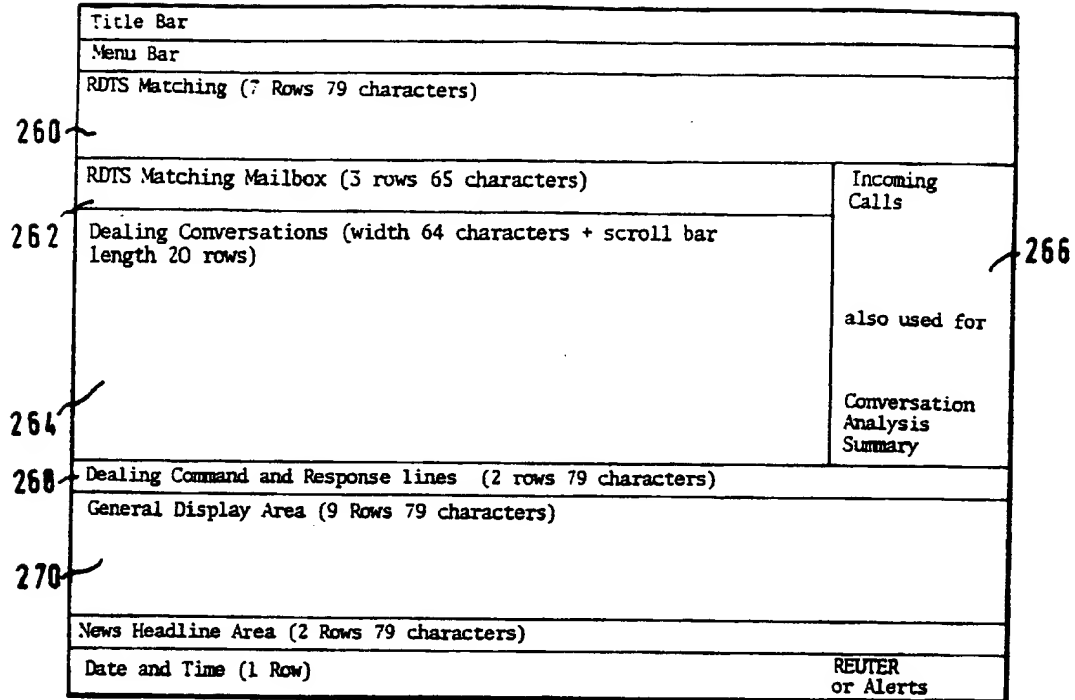 Title Bar
Menu Bar
RDTS Matching (7 Rows 79 characters)
260
RDTS Matching Mailbox (3 rows 65 characters)
Incoming
Calls
262
Dealing Conversations (width 64 characters + scroll bar
length 20 rows)
266
also used for
264
Conversation
Analysis
Summary
268
Dealing Command and Response lines (2 rows 79 characters)
General Display Area (9 Rows 79 characters)
270
News Headline Area (2 Rows 79 characters)
Date and Time (1 Row)
REUTER
or Alerts